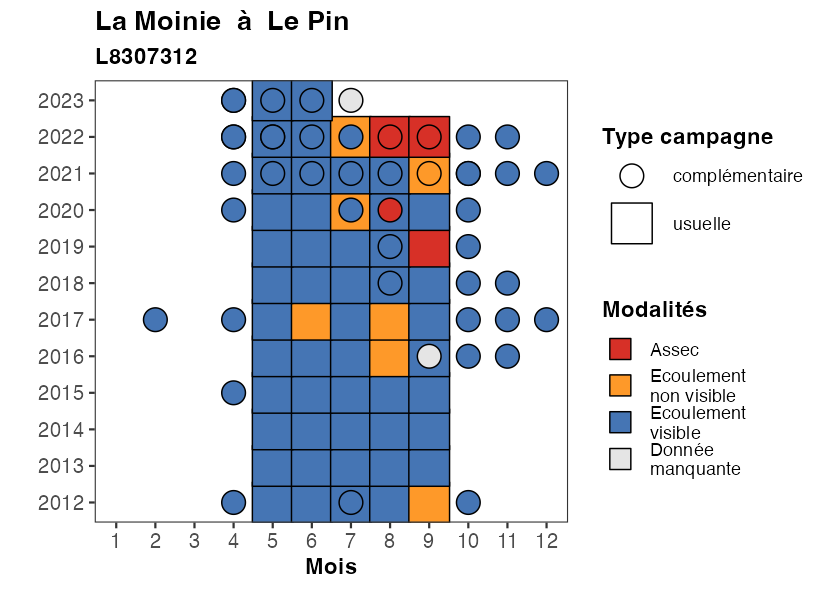 La Moinie à Le Pin
L8307312
2023
2022
2021
2020
2019
2018
2017
2016
2015
2014
2013
2012
1 2 3 4 5 6 7 8 9 10 11 12
Mois
Type campagne
complémentaire
usuelle
Modalités
Assec
Ecoulement
non visible
Ecoulement
visible
Donnée
manquante